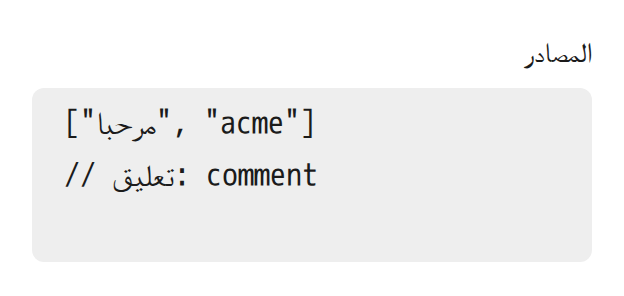 المصادر
["مرحبا", "acme"]
// تعليق: comment